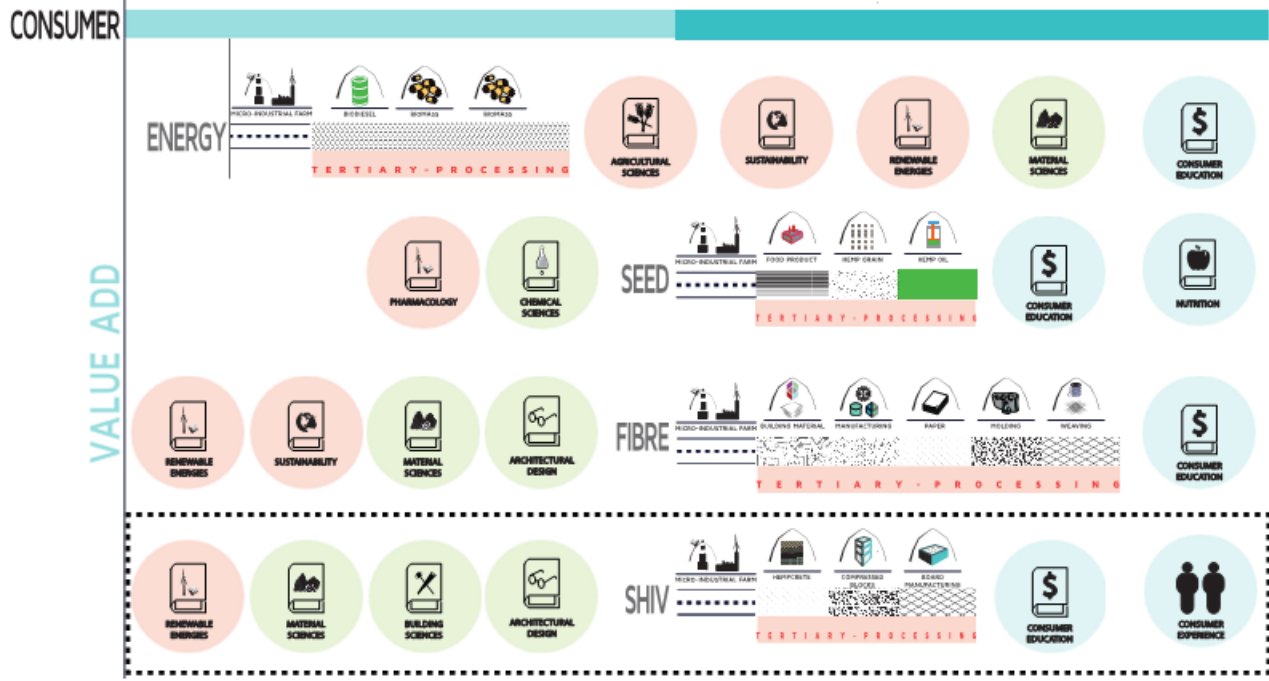 CONSUMER
VALUE ADD
ENERGY
MICRO-INDUSTRIAL FARM
BIODIESEL
BIOMASS
BIOMASS
TERTIARY-PROCESSING
AGRICULTURAL
SCIENCES
SUSTAINABILITY
RENEWABLE
ENERGIES
MATERIAL
SCIENCES
$
CONSUMER
EDUCATION
PHARMACOLOGY
CHEMICAL
SCIENCES
SEED
MICRO-INDUSTRIAL FARM
FOOD PRODUCT
HEMP GRAIN
HEMP OIL
TERTIARY-PROCESSING
$
CONSUMER
EDUCATION
NUTRITION
RENEWABLE
ENERGIES
SUSTAINABILITY
MATERIAL
SCIENCES
ARCHITECTURAL
DESIGN
FIBRE
MICRO-INDUSTRIAL FARM
BUILDING MATERIAL
MANUFACTURING
PAPER
MOLDING
WEAVING
TERTIARY-PROCESSING
$
CONSUMER
EDUCATION
RENEWABLE
ENERGIES
MATERIAL
SCIENCES
BUILDING
SCIENCES
ARCHITECTURAL
DESIGN
SHIV
MICRO-INDUSTRIAL FARM
HEMPCRETE
COMPRESSED
BLOCKS
BOARD
MANUFACTURING
TERTIARY-PROCESSING
$
CONSUMER
EDUCATION
CONSUMER
EXPERIENCE